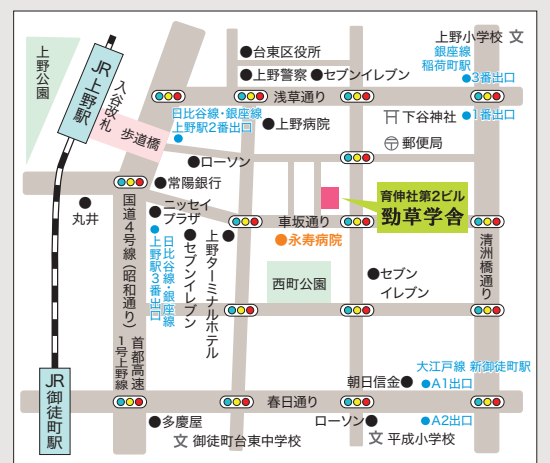 上野小学校
台東区役所
銀座線
稲荷町駅
上野公園
JR
上野駅
入谷改札
上野警察
セブンイレブン
3番出口
浅草通り
日比谷線・銀座線
上野駅2番出口
上野病院
下谷神社
1番出口
歩道橋
郵便局
ローソン
常陽銀行
育伸社第2ビル
勁草学舎
丸井
国道4号線（昭和通り）
ニッセイ
プラザ
車坂通り
永寿病院
日比谷線・銀座線
上野駅3番出口
セブンイレブン
上野ターミナルホテル
清洲橋通り
西町公園
セブン
イレブン
首都高速
1号上野線
大江戸線 新御徒町駅
JR
御徒町駅
朝日信金
A1出口
春日通り
多慶屋
ローソン
A2出口
文 御徒町台東中学校
文 平成小学校
文